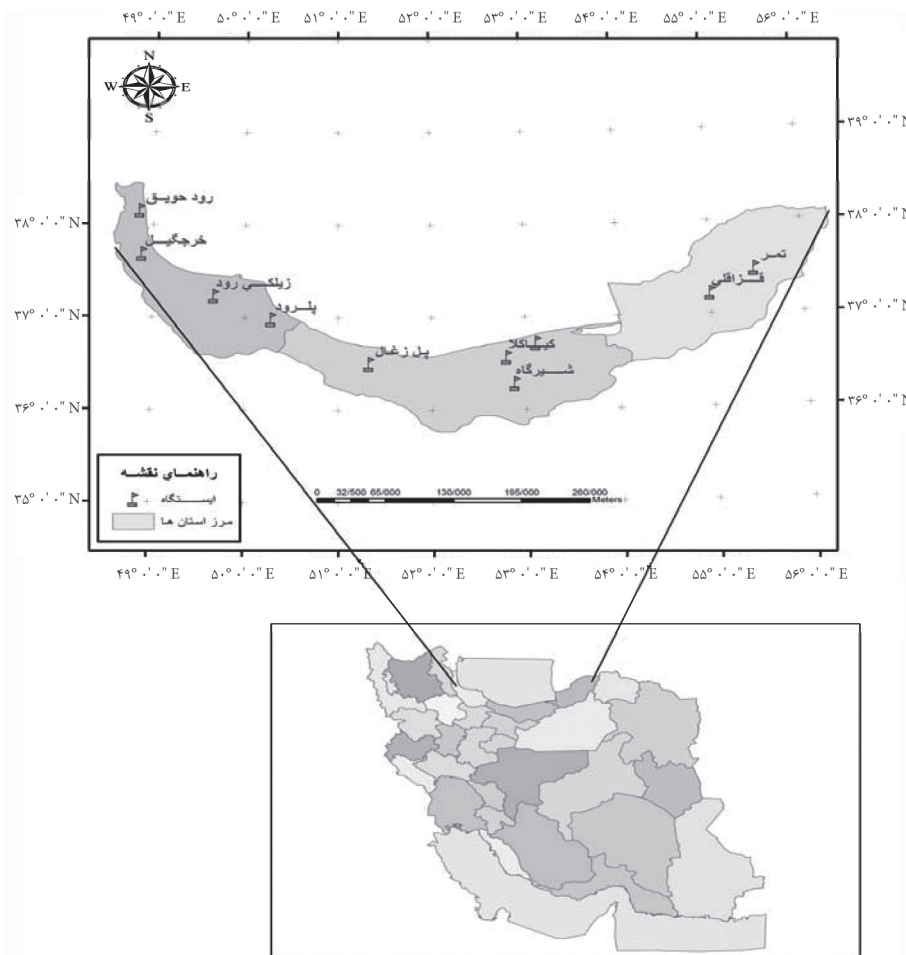 ۴۹°۰'۰" E ۵۰°۰'۰" E ۵۱°۰'۰" E ۵۲°۰'۰" E ۵۳°۰'۰" E ۵۴°۰'۰" E ۵۵°۰'۰" E ۵۶°۰'۰" E
N
W E
S
۳۹°۰'۰" N
رود حویق
۳۸°۰'۰" N ۳۸°۰'۰" N
خرجگیل
تمر
زیلکی رود
قزاقلی
پلرود
۳۷°۰'۰" N ۳۷°۰'۰" N
کیاکلا
پل زغال
شیرگاه
۳۶°۰'۰" N ۳۶°۰'۰" N
راهنمای نقشه
ایستگاه
مرز استان ها
0 32/500 65/000 130/000 195/000 260/000
Meters
۳۵°۰'۰" N
۴۹°۰'۰" E ۵۰°۰'۰" E ۵۱°۰'۰" E ۵۲°۰'۰" E ۵۳°۰'۰" E ۵۴°۰'۰" E ۵۵°۰'۰" E ۵۶°۰'۰" E